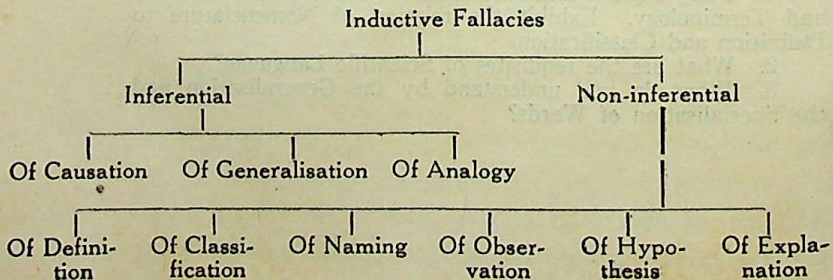 Inductive Fallacies
Inferential Non-inferential
Of Causation Of Generalisation Of Analogy
Of Defini- Of Classi- Of Naming Of Obser- Of Hypo- Of Expla-
tion fication vation thesis nation